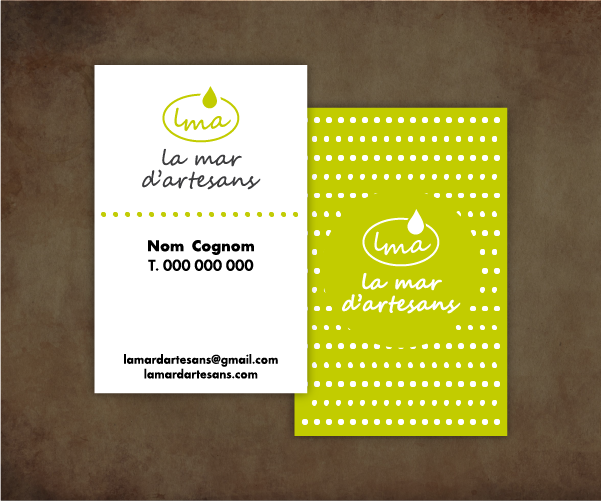 lma
la mar
d'artesans
Nom Cognom
T. 000 000 000
lamardartesans@gmail.com
lamardartesans.com
lma
la mar
d'artesans